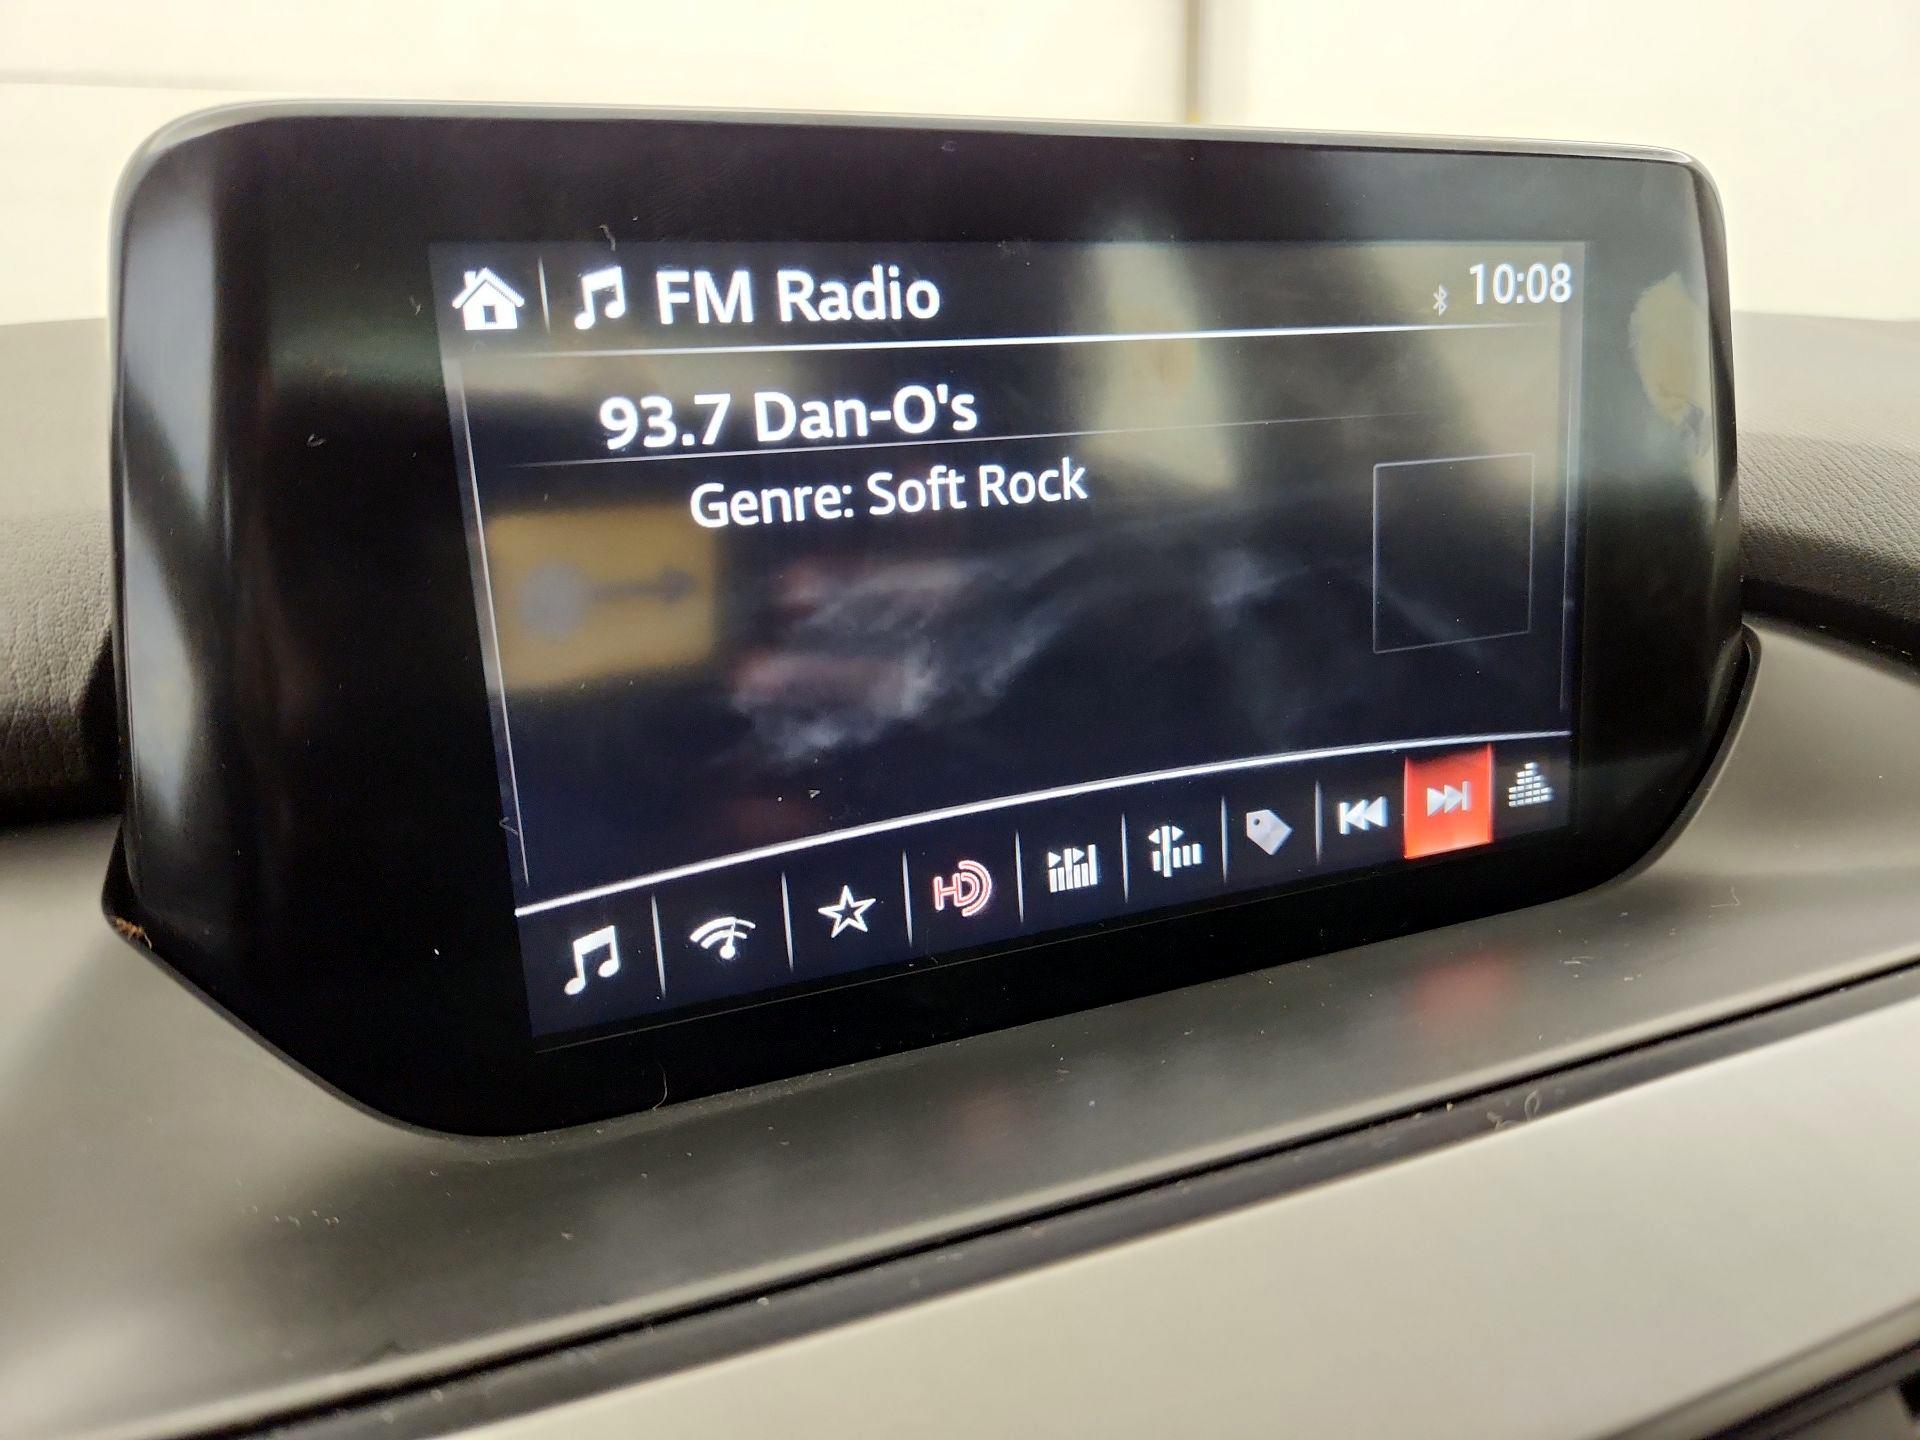 FM Radio
10:08
93.7 Dan-O's
Genre: Soft Rock
HD